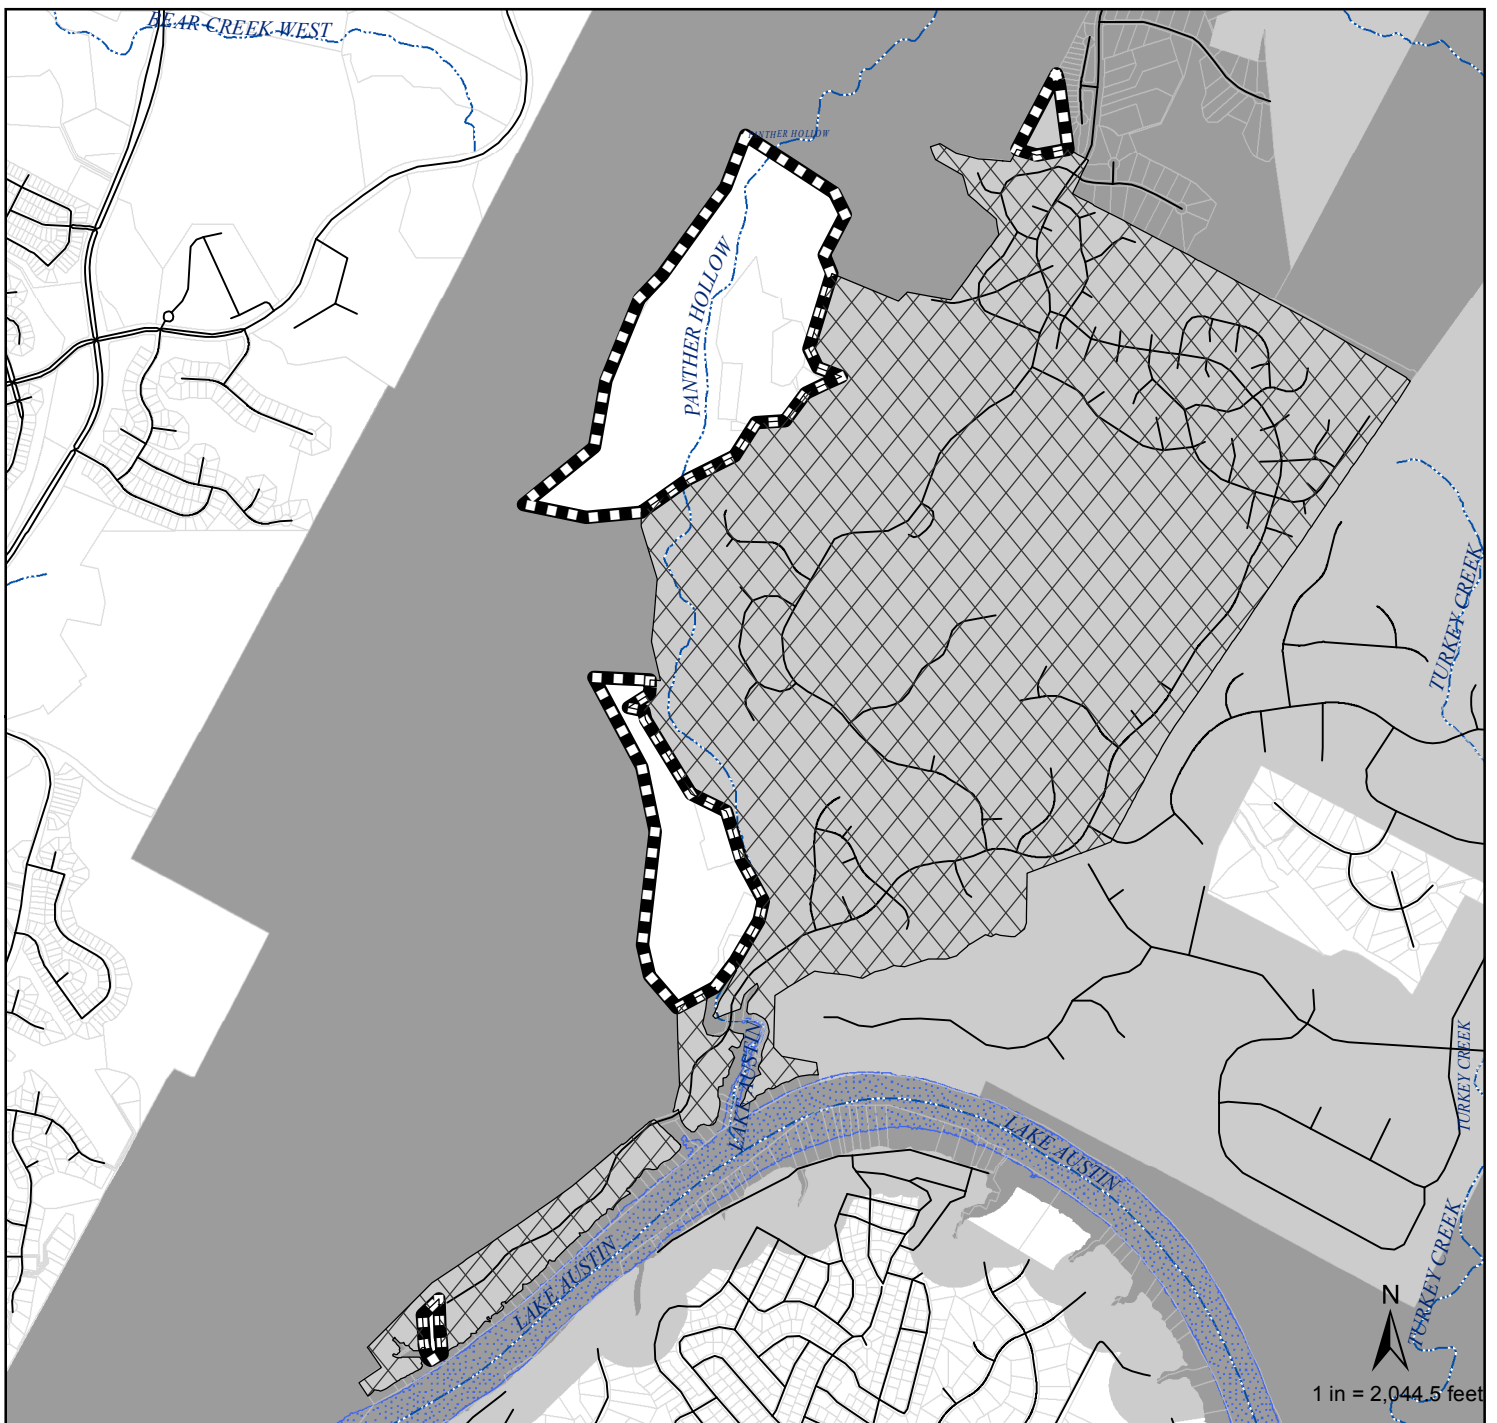 BEAR CREEK WEST
PANTHER HOLLOW
PANTHER HOLLOW
TURKEY CREEK
LAKE AUSTIN
TURKEY CREEK
LAKE AUSTIN
LAKE AUSTIN
TURKEY CREEK
N
1 in = 2,044.5 feet